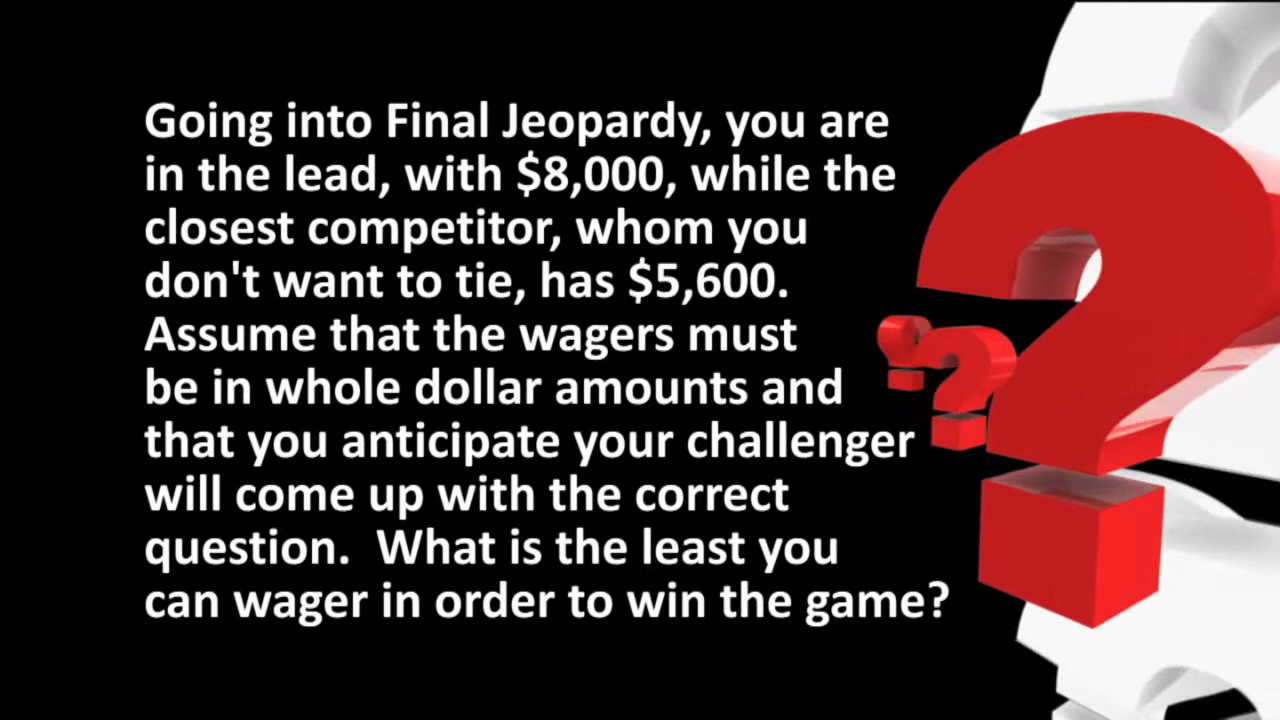 Going into Final Jeopardy, you are
in the lead, with $8,000, while the
closest competitor, whom you
don't want to tie, has $5,600.
Assume that the wagers must
be in whole dollar amounts and
that you anticipate your challenger
will come up with the correct
question.  What is the least you
can wager in order to win the game?